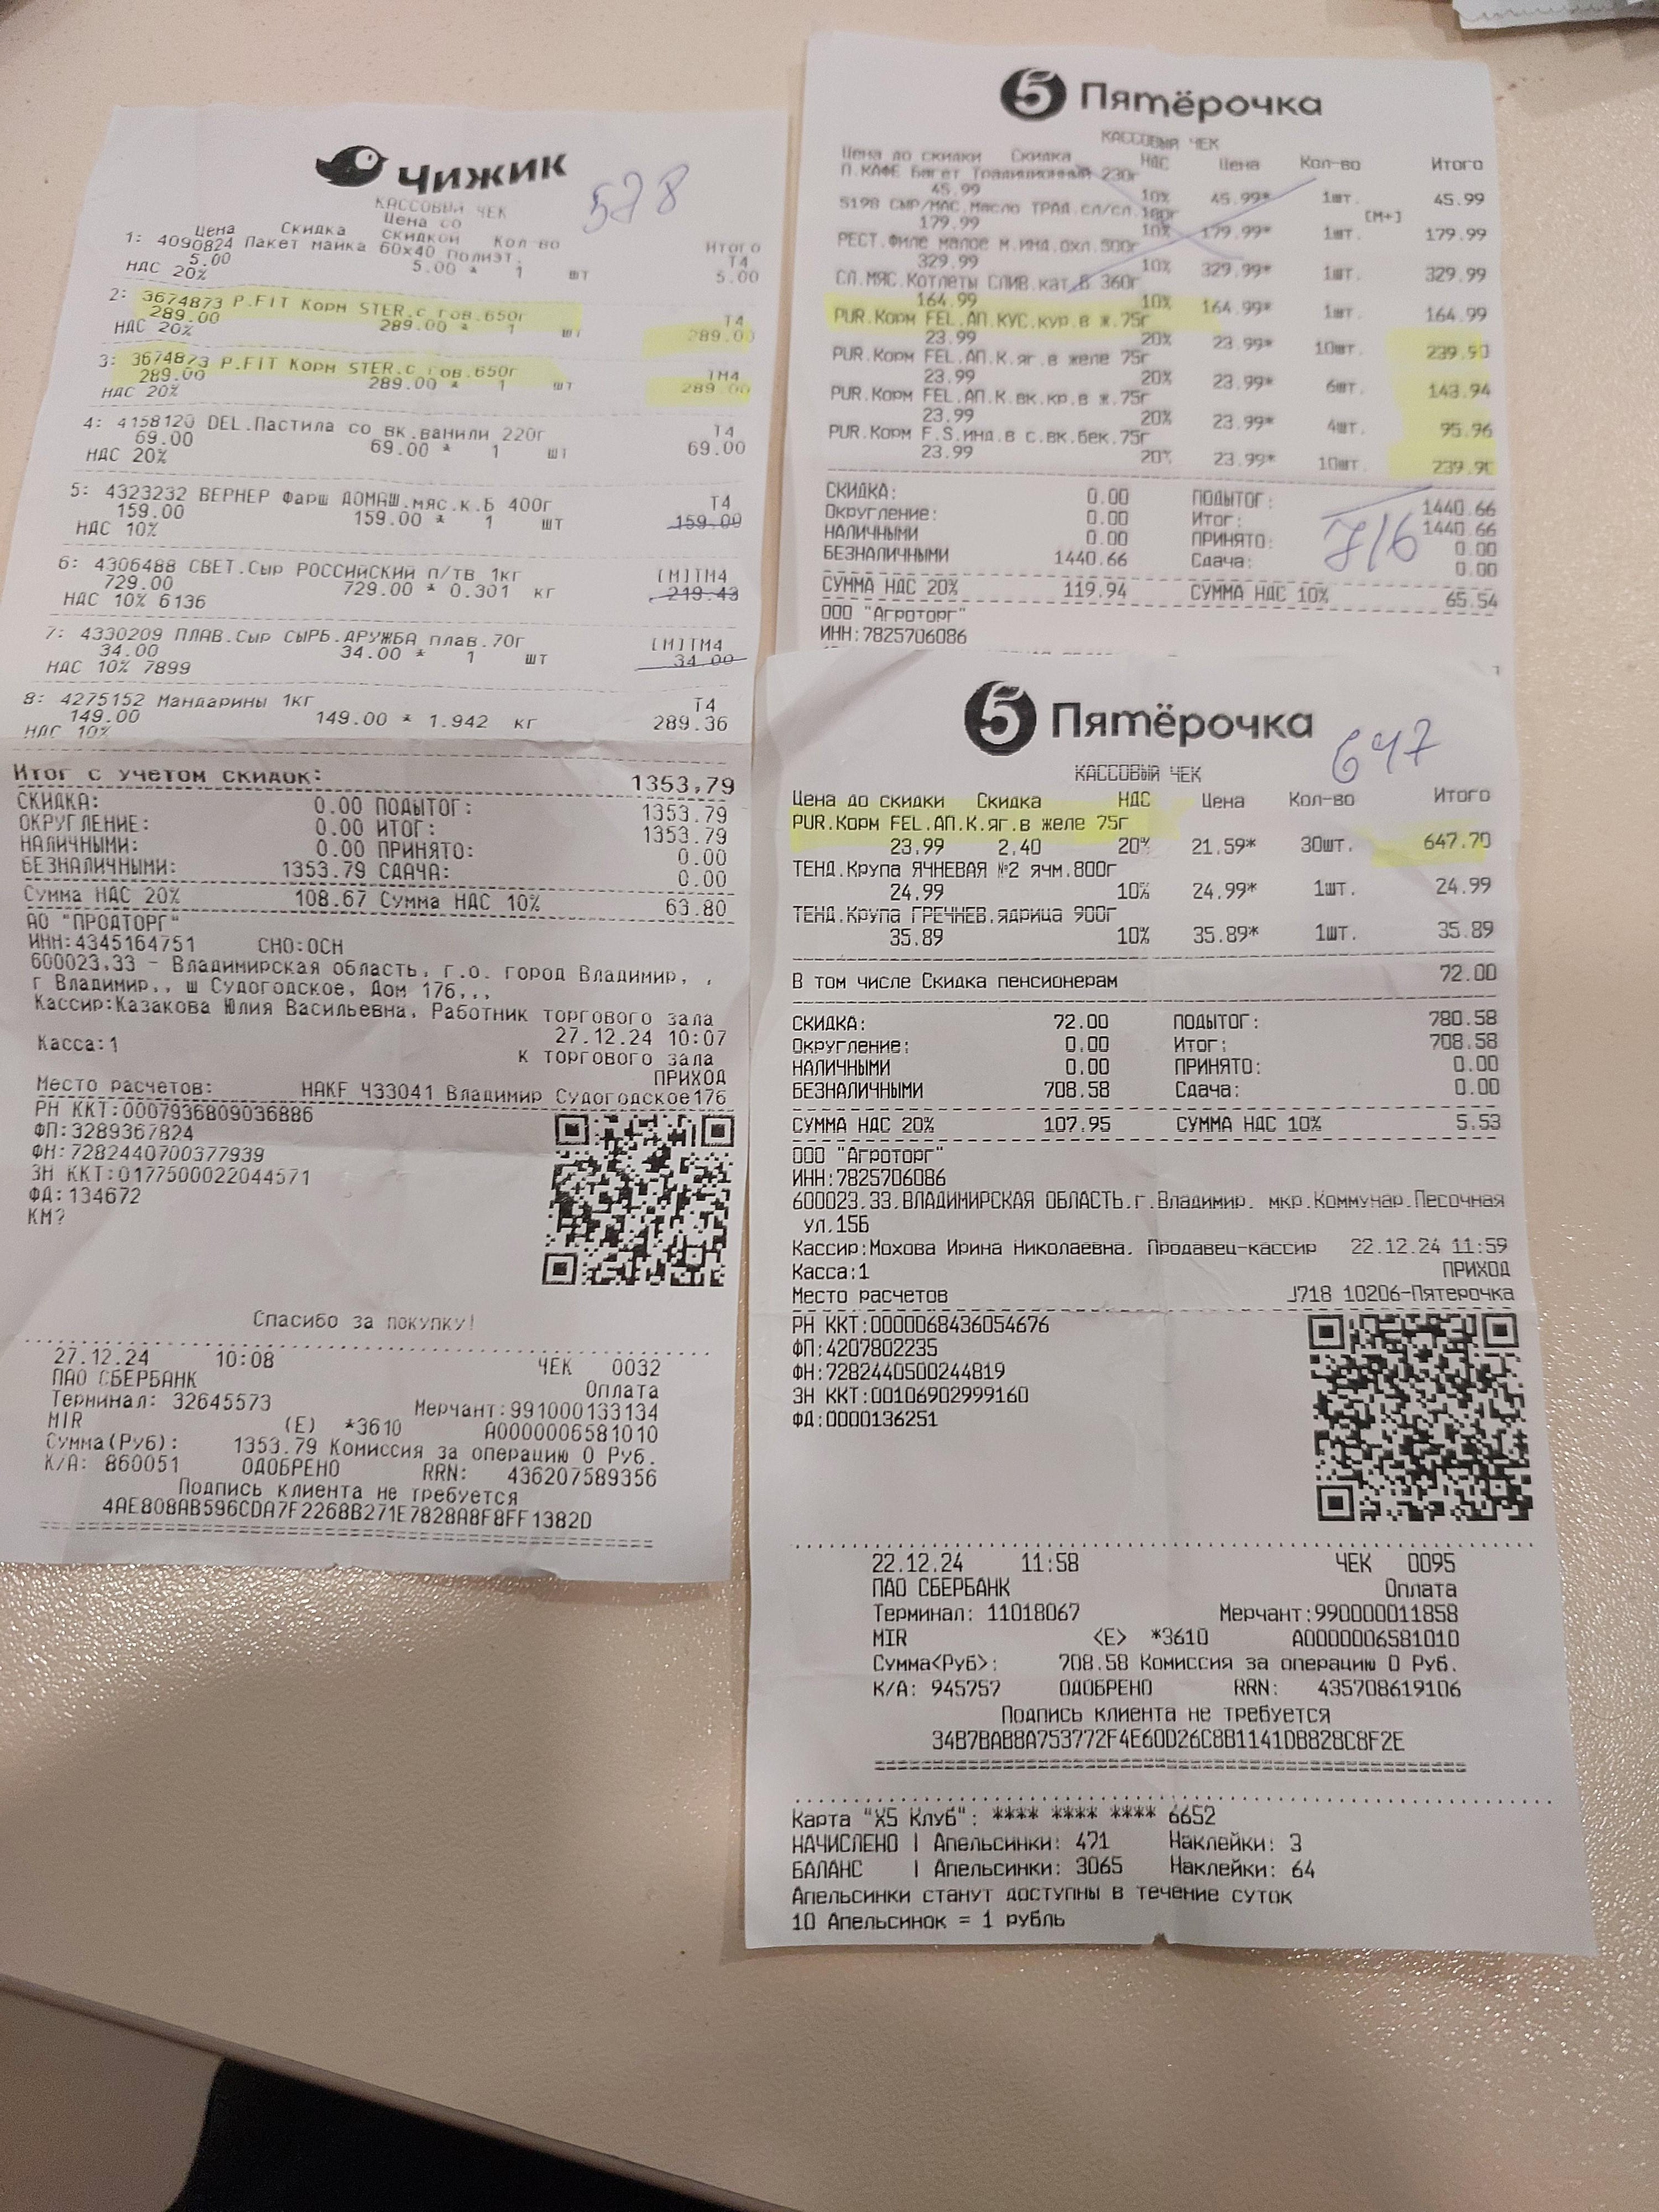 Чижик
578
КАССОВЫЙ ЧЕК
Цена Скидка Цена со скидкой Кол-во Итого
1: 4090824 Пакет майка 60х40 полиэт. Т4
5.00 5.00 * 1 шт 5.00
НДС 20%
2: 3674873 P.FIT Корм STER.с гов.650г Т4
289.00 289.00 * 1 шт 289.00
НДС 20%
3: 3674873 P.FIT Корм STER.с гов.650г ТМ4
289.00 289.00 * 1 шт 289.00
НДС 20%
4: 4158120 DEL.Пастила со вк.ванили 220г Т4
69.00 69.00 * 1 шт 69.00
НДС 20%
5: 4323232 ВЕРНЕР Фарш ДОМАШ.мяс.к.Б 400г Т4
159.00 159.00 * 1 шт 159.00
НДС 10%
6: 4306488 СВЕТ.Сыр РОССИЙСКИЙ п/тв 1кг [М]ТМ4
729.00 729.00 * 0.301 кг 219.43
НДС 10% 6136
7: 4330209 ПЛАВ.Сыр СЫРБ.ДРУЖБА плав.70г [М]ТМ4
34.00 34.00 * 1 шт 34.00
НДС 10% 7899
8: 4275152 Мандарины 1кг Т4
149.00 149.00 * 1.942 кг 289.36
НДС 10%
Итог с учетом скидок: 1353,79
СКИДКА: 0.00 ПОДЫТОГ: 1353.79
ОКРУГЛЕНИЕ: 0.00 ИТОГ: 1353.79
НАЛИЧНЫМИ: 0.00 ПРИНЯТО: 0.00
БЕЗНАЛИЧНЫМИ: 1353.79 СДАЧА: 0.00
Сумма НДС 20% 108.67 Сумма НДС 10% 63.80
АО "ПРОДТОРГ"
ИНН:4345164751 СНО:ОСН
600023,33 - Владимирская область, г.о. город Владимир, ,
г Владимир,, ш Судогодское, Дом 176,,,
Кассир:Казакова Юлия Васильевна, Работник торгового зала
27.12.24 10:07
Касса:1 К торгового зала
ПРИХОД
Место расчетов: HAKF Ч33041 Владимир Судогодское176
РН ККТ:0007936809036886
ФП:3289367824
ФН:7282440700377939
ЗН ККТ:0177500022044571
ФД:134672
КМ?
Спасибо за покупку!
27.12.24 10:08 ЧЕК 0032
ПАО СБЕРБАНК Оплата
Терминал: 32645573 Мерчант:991000133134
MIR (E) *3610 A0000006581010
Сумма(Руб): 1353.79 Комиссия за операцию 0 Руб.
К/А: 860051 ОДОБРЕНО RRN: 436207589356
Подпись клиента не требуется
4AE808AB596CDA7F2268B271E7828A8F8FF1382D
5 Пятёрочка
КАССОВЫЙ ЧЕК
Цена до скидки Скидка НДС Цена Кол-во Итого
П.КАФЕ Багет Традиционный 230г
45.99 10% 45.99* 1шт. 45.99
5198 СЫР/МАС.Масло ТРАД.сл/сл.180г [М+]
179.99 10% 179.99* 1шт. 179.99
РЕСТ.Филе малое м.инд.охл.500г
329.99 10% 329.99* 1шт. 329.99
СЛ.МЯС.Котлеты СЛИВ.кат.В 360г
164.99 10% 164.99* 1шт. 164.99
PUR.Корм FEL.АП.КУС.кур.в ж.75г
23.99 20% 23.99* 10шт. 239.90
PUR.Корм FEL.АП.К.яг.в желе 75г
23.99 20% 23.99* 6шт. 143.94
PUR.Корм FEL.АП.К.вк.кр.в ж.75г
23.99 20% 23.99* 4шт. 95.96
PUR.Корм F.S.инд.в с.вк.бек.75г
23.99 20% 23.99* 10шт. 239.90
СКИДКА: 0.00 ПОДЫТОГ: 1440.66
Округление: 0.00 Итог: 1440.66
НАЛИЧНЫМИ 0.00 ПРИНЯТО: 0.00
БЕЗНАЛИЧНЫМИ 1440.66 Сдача: 0.00
716
СУММА НДС 20% 119.94 СУММА НДС 10% 65.54
ООО "Агроторг"
ИНН:7825706086
5 Пятёрочка
647
КАССОВЫЙ ЧЕК
Цена до скидки Скидка НДС Цена Кол-во Итого
PUR.Корм FEL.АП.К.яг.в желе 75г
23.99 2.40 20% 21.59* 30шт. 647.70
ТЕНД.Крупа ЯЧНЕВАЯ №2 ячм.800г
24.99 10% 24.99* 1шт. 24.99
ТЕНД.Крупа ГРЕЧНЕВ.ядрица 900г
35.89 10% 35.89* 1шт. 35.89
В том числе Скидка пенсионерам 72.00
СКИДКА: 72.00 ПОДЫТОГ: 780.58
Округление: 0.00 Итог: 708.58
НАЛИЧНЫМИ 0.00 ПРИНЯТО: 0.00
БЕЗНАЛИЧНЫМИ 708.58 Сдача: 0.00
СУММА НДС 20% 107.95 СУММА НДС 10% 5.53
ООО "Агроторг"
ИНН:7825706086
600023.33.ВЛАДИМИРСКАЯ ОБЛАСТЬ.г.Владимир. мкр.Коммунар.Песочная
ул.15Б
Кассир:Мохова Ирина Николаевна. Продавец-кассир 22.12.24 11:59
Касса:1 ПРИХОД
Место расчетов J718 10206-Пятерочка
РН ККТ:0000068436054676
ФП:4207802235
ФН:7282440500244819
ЗН ККТ:00106902999160
ФД:0000136251
22.12.24 11:58 ЧЕК 0095
ПАО СБЕРБАНК Оплата
Терминал: 11018067 Мерчант:990000011858
MIR <E> *3610 A0000006581010
Сумма<Руб>: 708.58 Комиссия за операцию 0 Руб.
К/А: 945757 ОДОБРЕНО RRN: 435708619106
Подпись клиента не требуется
34B7BAB8A753772F4E60D26C8B1141DB828C8F2E
Карта "X5 Клуб": **** **** **** 6652
НАЧИСЛЕНО | Апельсинки: 471 Наклейки: 3
БАЛАНС | Апельсинки: 3065 Наклейки: 64
Апельсинки станут доступны в течение суток
10 Апельсинок = 1 рубль